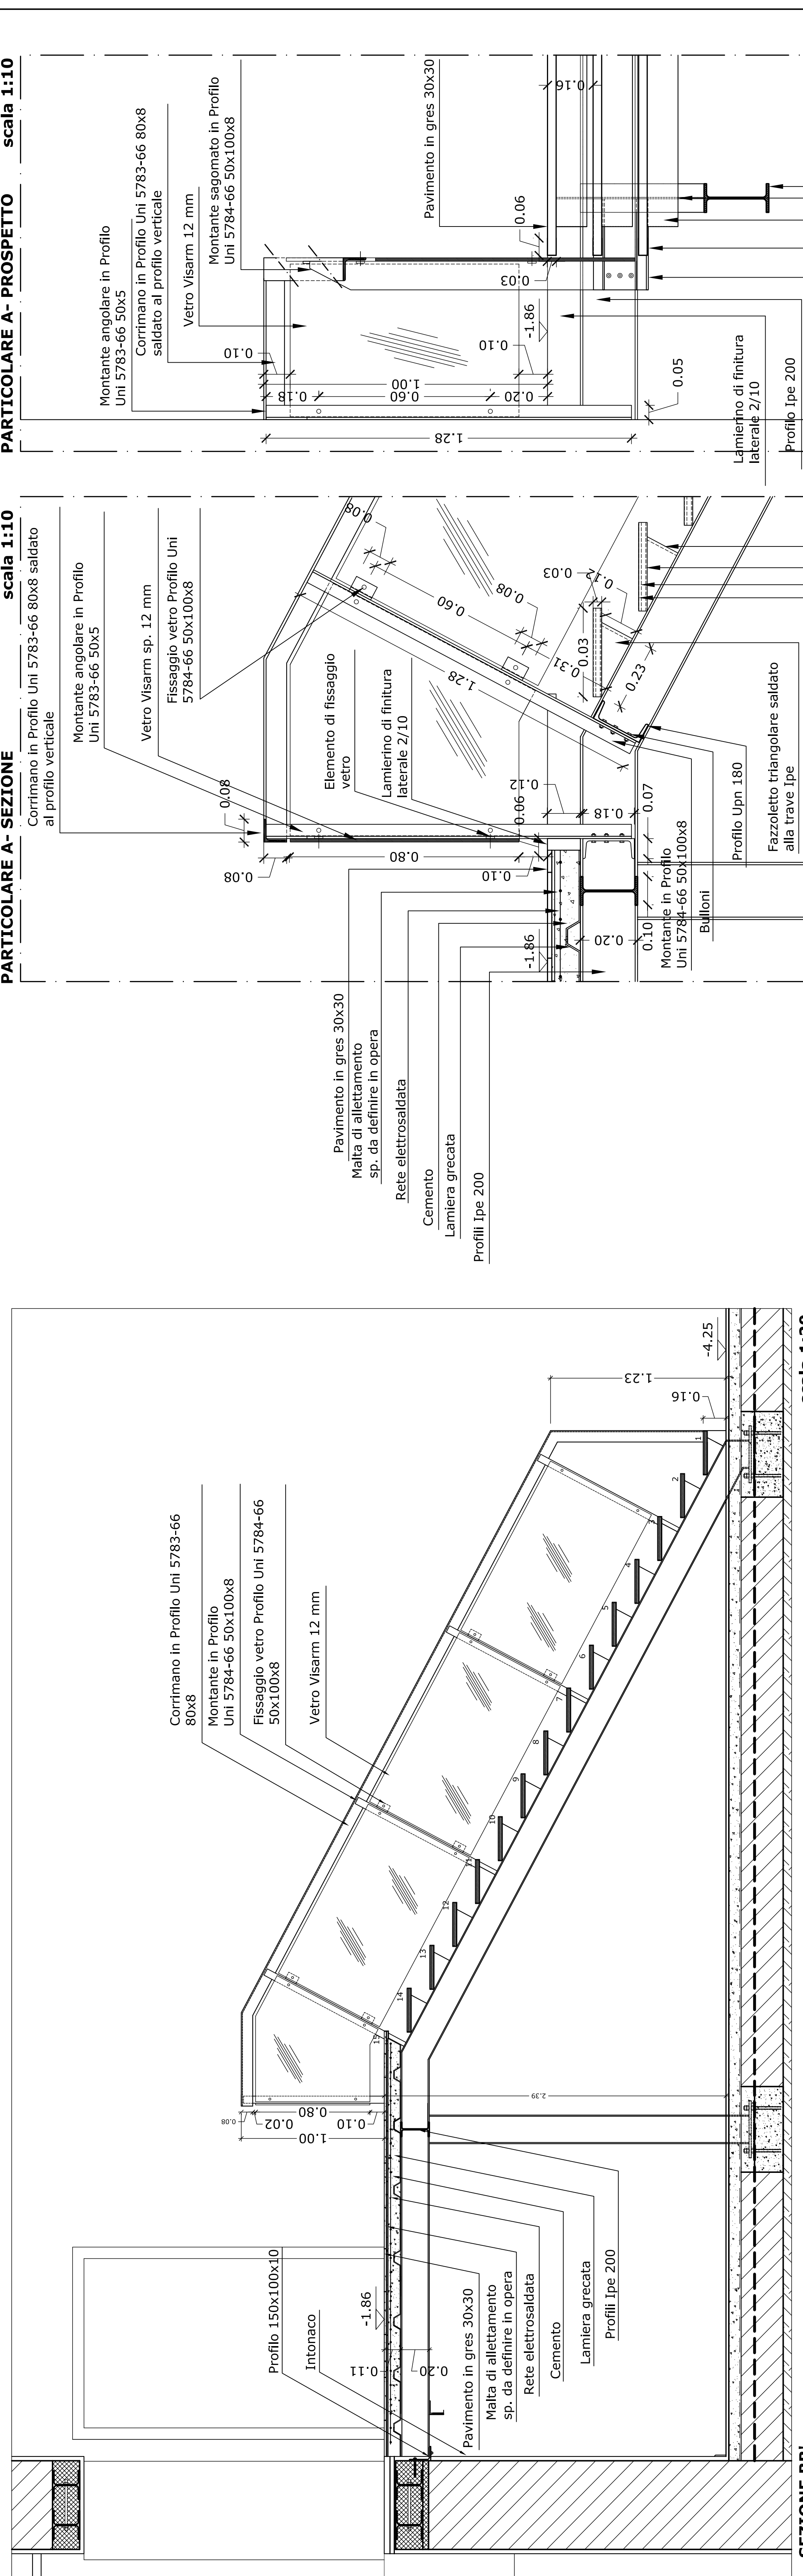 PARTICOLARE A- PROSPETTO
scala 1:10
Montante angolare in Profilo
Uni 5783-66 50x5
Corrimano in Profilo Uni 5783-66 80x8
saldato al profilo verticale
Vetro Visarm 12 mm
Montante sagomato in Profilo
Uni 5784-66 50x100x8
Pavimento in gres 30x30
0.16
0.06
0.03
-1.86
0.10
0.10
1.00
0.18
0.60
0.20
1.28
0.05
Lamierino di finitura
laterale 2/10
Profilo Ipe 200
PARTICOLARE A- SEZIONE
scala 1:10
Corrimano in Profilo Uni 5783-66 80x8 saldato
al profilo verticale
Montante angolare in Profilo
Uni 5783-66 50x5
Vetro Visarm sp. 12 mm
Fissaggio vetro Profilo Uni
5784-66 50x100x8
Elemento di fissaggio
vetro
Lamierino di finitura
laterale 2/10
0.08
0.08
0.80
0.10
0.06
0.12
0.18
0.07
0.10
0.20
-1.86
1.28
0.08
0.60
0.08
0.03
0.12
0.03
0.31
0.23
Montante in Profilo
Uni 5784-66 50x100x8
Bulloni
Profilo Upn 180
Fazzoletto triangolare saldato
alla trave Ipe
Pavimento in gres 30x30
Malta di allettamento
sp. da definire in opera
Rete elettrosaldata
Cemento
Lamiera grecata
Profili Ipe 200
Corrimano in Profilo Uni 5783-66
80x8
Montante in Profilo
Uni 5784-66 50x100x8
Fissaggio vetro Profilo Uni 5784-66
50x100x8
Vetro Visarm 12 mm
-4.25
1.23
0.16
1
2
3
4
5
6
7
8
9
10
11
12
13
14
15
0.08
0.02
0.80
0.10
1.00
2.39
Profilo 150x100x10
Intonaco
-1.86
0.11
0.20
Pavimento in gres 30x30
Malta di allettamento
sp. da definire in opera
Rete elettrosaldata
Cemento
Lamiera grecata
Profili Ipe 200